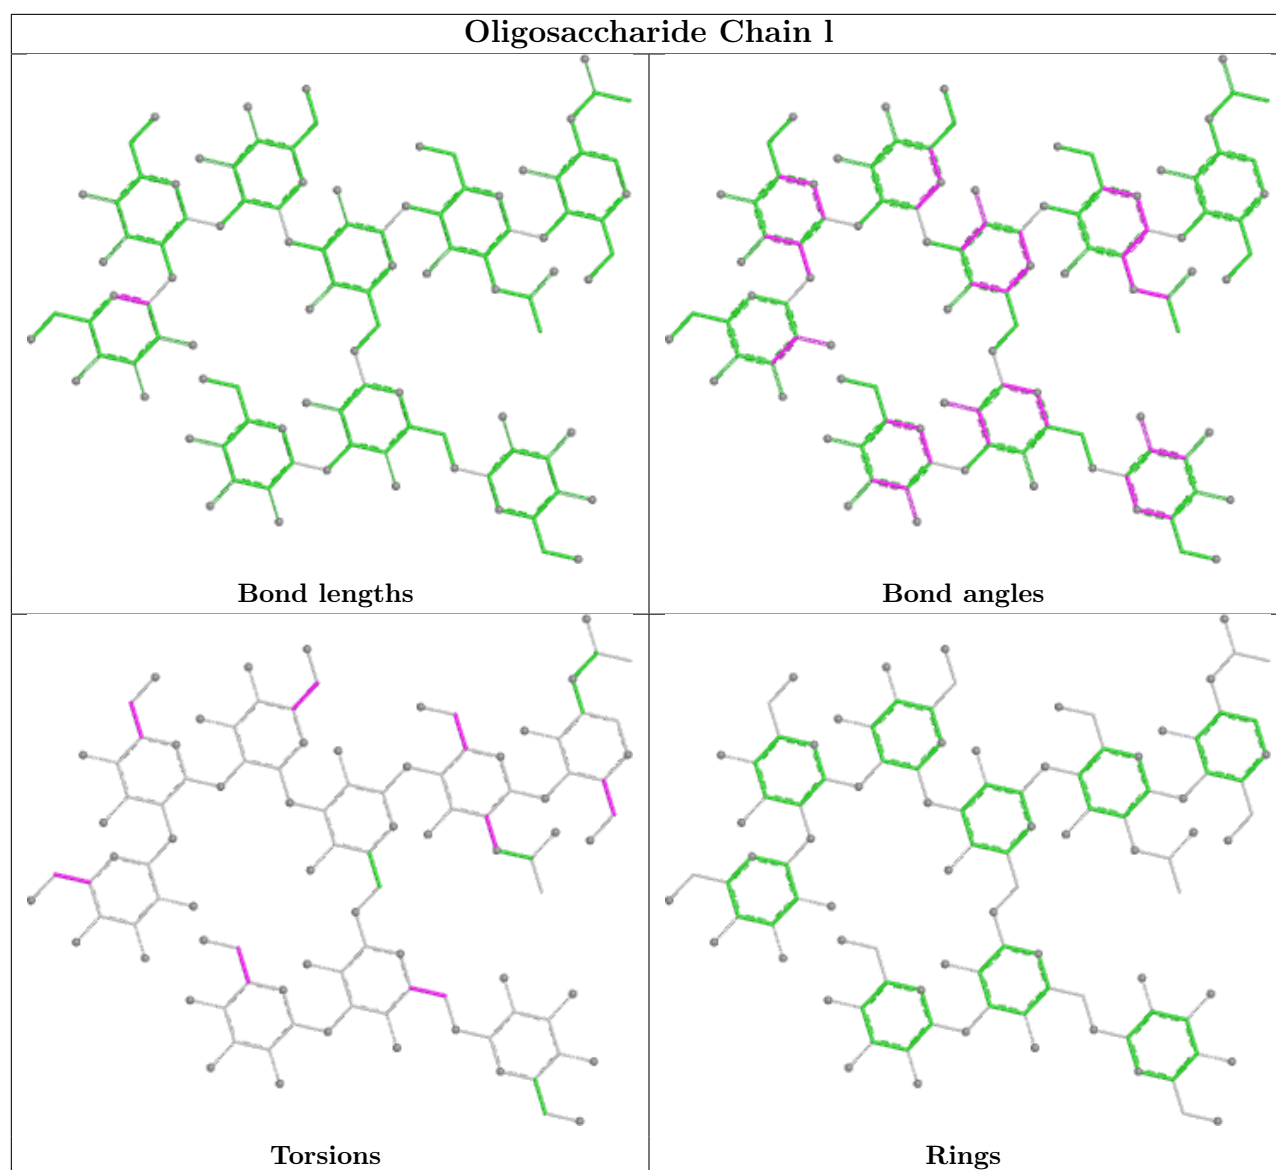 Oligosaccharide Chain l
Bond lengths
Bond angles
Torsions
Rings